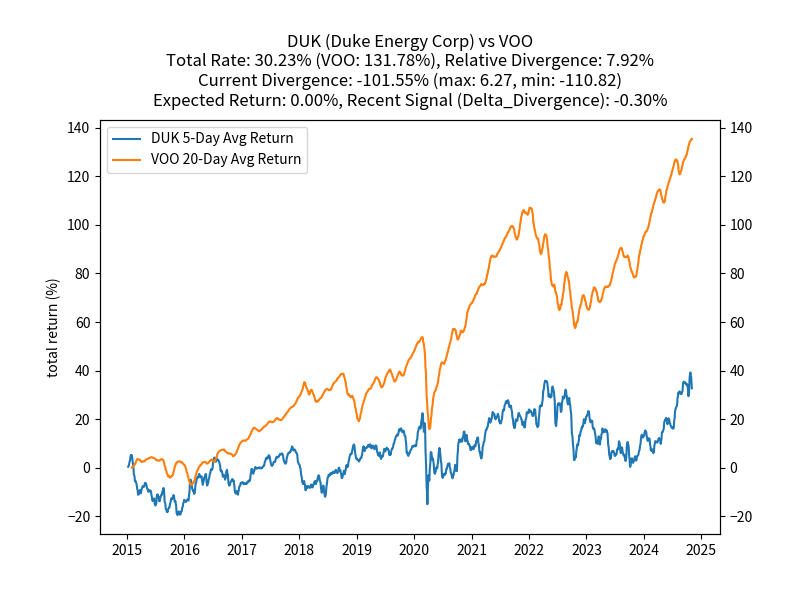 DUK (Duke Energy Corp) vs VOO
Total Rate: 30.23% (VOO: 131.78%), Relative Divergence: 7.92%
Current Divergence: -101.55% (max: 6.27, min: -110.82)
Expected Return: 0.00%, Recent Signal (Delta_Divergence): -0.30%
DUK 5-Day Avg Return
VOO 20-Day Avg Return
total return (%)
140
120
100
80
60
40
20
0
−20
140
120
100
80
60
40
20
0
−20
2015 2016 2017 2018 2019 2020 2021 2022 2023 2024 2025